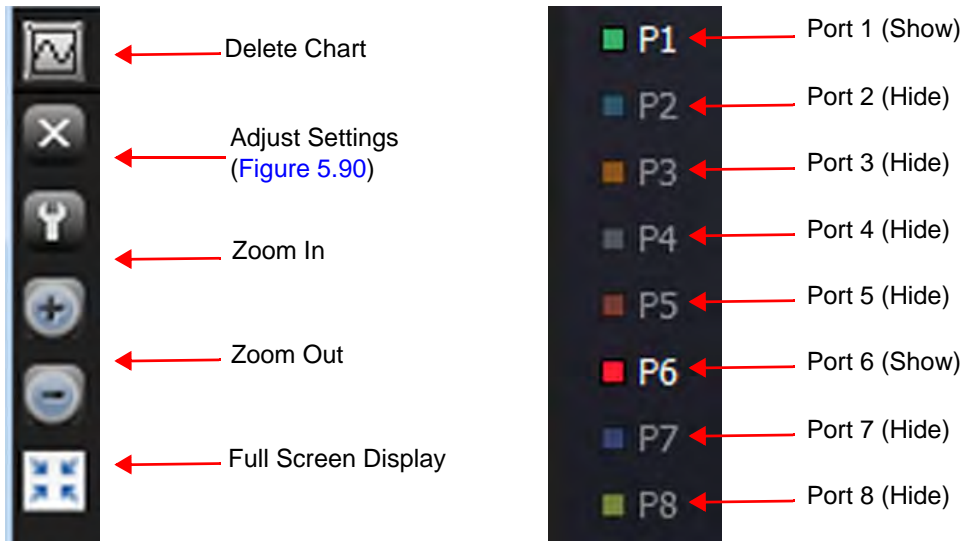 Delete Chart
Adjust Settings
(Figure 5.90)
Zoom In
Zoom Out
Full Screen Display
P1
Port 1 (Show)
P2
Port 2 (Hide)
P3
Port 3 (Hide)
P4
Port 4 (Hide)
P5
Port 5 (Hide)
P6
Port 6 (Show)
P7
Port 7 (Hide)
P8
Port 8 (Hide)